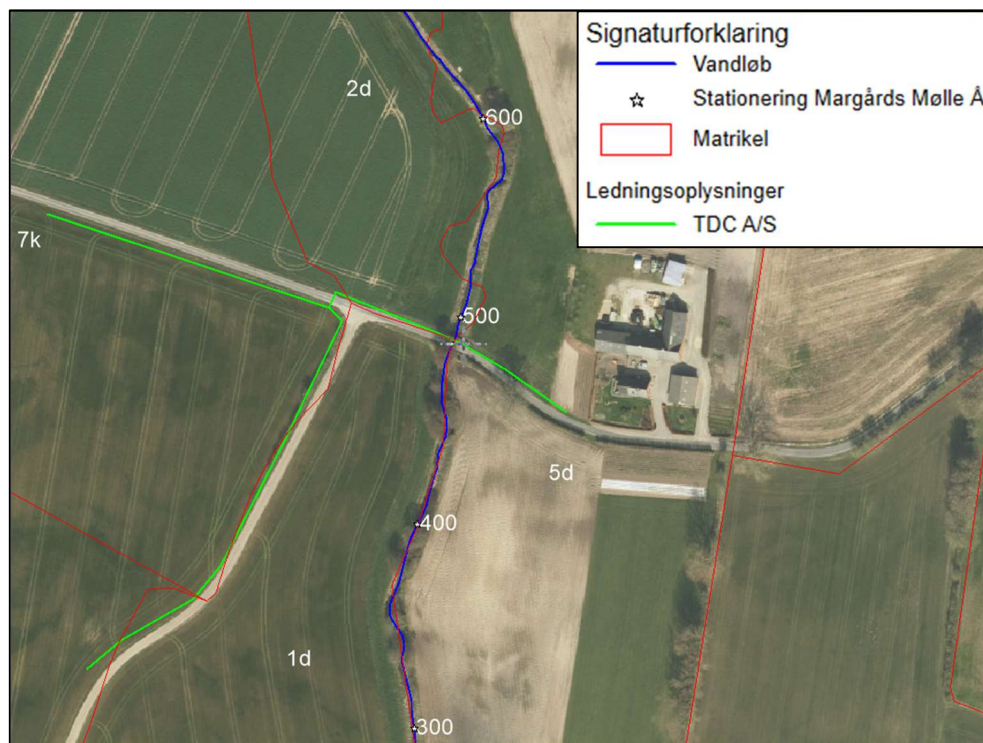 Signaturforklaring
Vandløb
Stationering Margårds Mølle Å
Matrikel
Ledningsoplysninger
TDC A/S
2d
600
7k
500
5d
400
1d
300